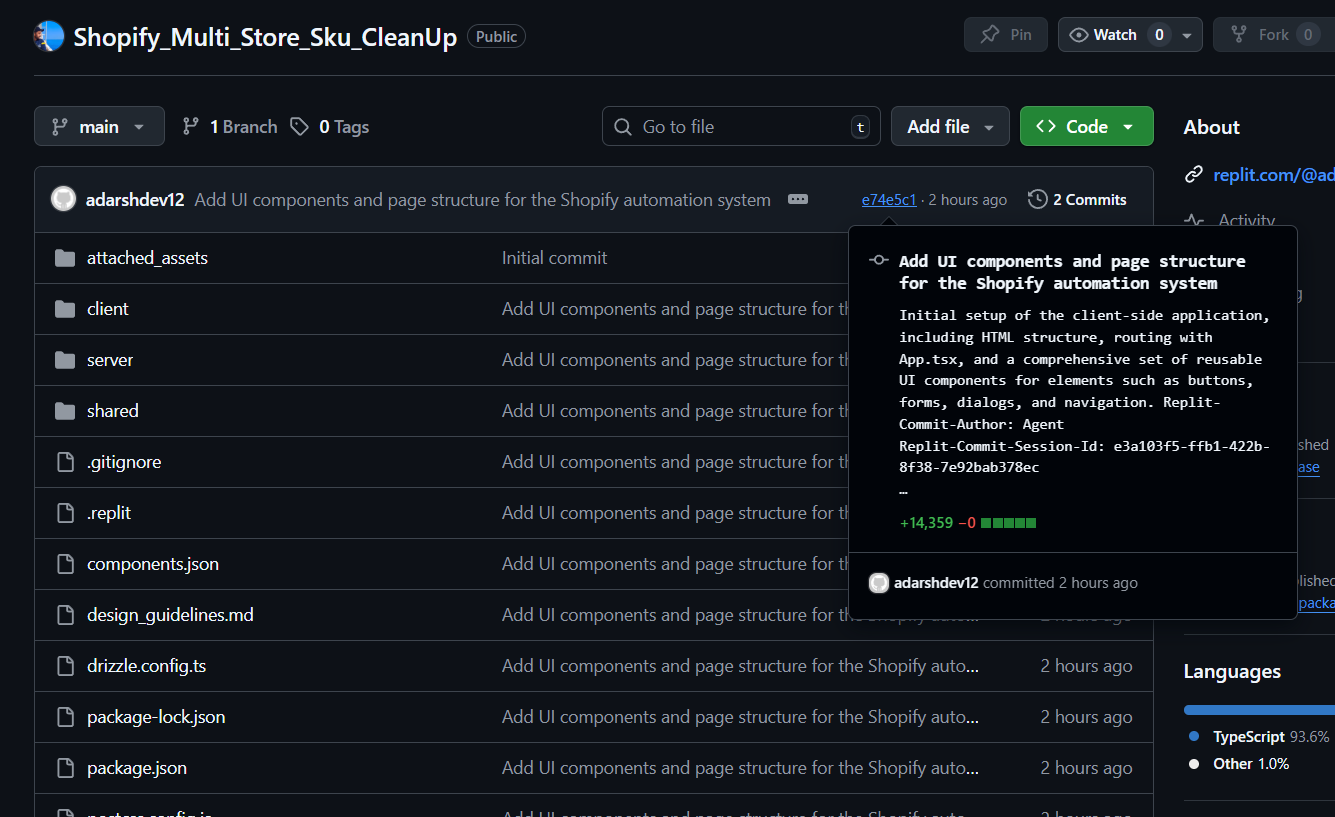 Shopify_Multi_Store_Sku_CleanUp Public Pin Watch 0 Fork 0
main 1 Branch 0 Tags Go to file t Add file Code About
adarshdev12 Add UI components and page structure for the Shopify automation system e74e5c1 · 2 hours ago 2 Commits
replit.com/@ad
Activity
attached_assets Initial commit
client Add UI components and page structure for th
server Add UI components and page structure for th
shared Add UI components and page structure for th
.gitignore Add UI components and page structure for th
.replit Add UI components and page structure for th
components.json Add UI components and page structure for th
design_guidelines.md Add UI components and page structure for the Shopify auto... 2 hours ago
drizzle.config.ts Add UI components and page structure for the Shopify auto... 2 hours ago
package-lock.json Add UI components and page structure for the Shopify auto... 2 hours ago
package.json Add UI components and page structure for the Shopify auto... 2 hours ago
Add UI components and page structure
for the Shopify automation system
Initial setup of the client-side application,
including HTML structure, routing with
App.tsx, and a comprehensive set of reusable
UI components for elements such as buttons,
forms, dialogs, and navigation. Replit-
Commit-Author: Agent
Replit-Commit-Session-Id: e3a103f5-ffb1-422b-
8f38-7e92bab378ec
…
+14,359 −0
adarshdev12 committed 2 hours ago
shed
ase
lished
packa
Languages
TypeScript 93.6%
Other 1.0%